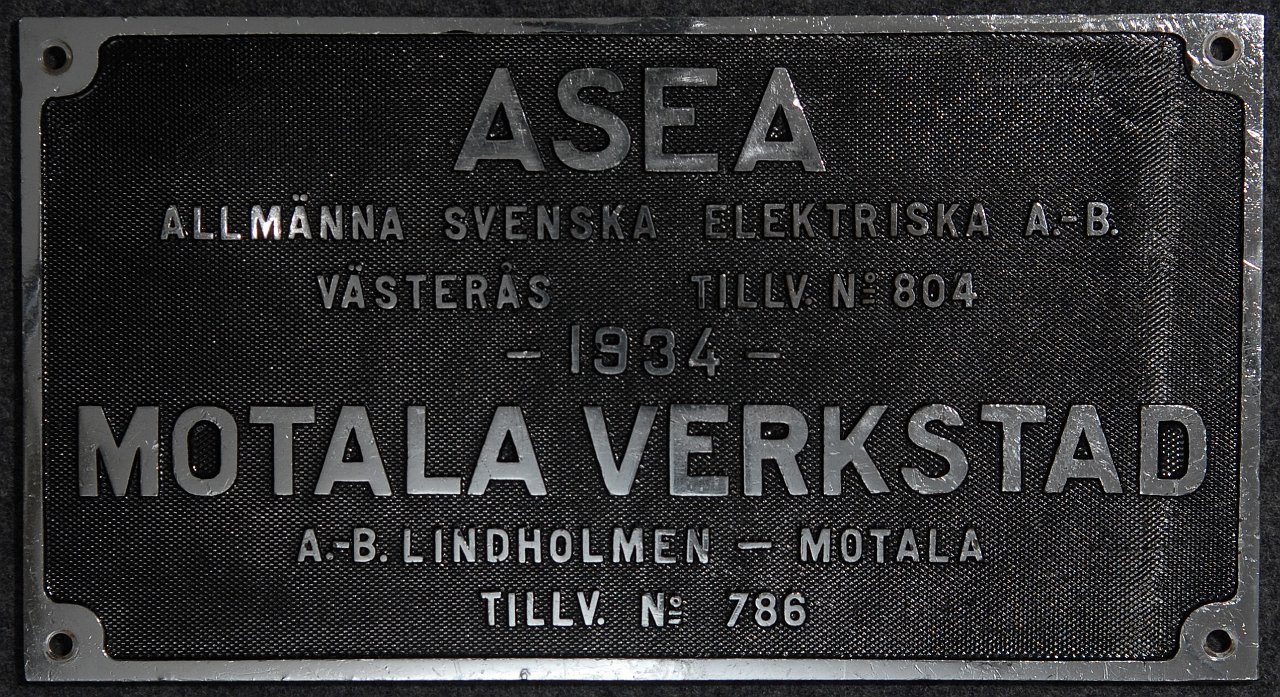 ASEA
ALLMÄNNA SVENSKA ELEKTRISKA A.-B.
VÄSTERÅS TILLV. Nº 804
- 1934 -
MOTALA VERKSTAD
A.-B. LINDHOLMEN - MOTALA
TILLV. Nº 786